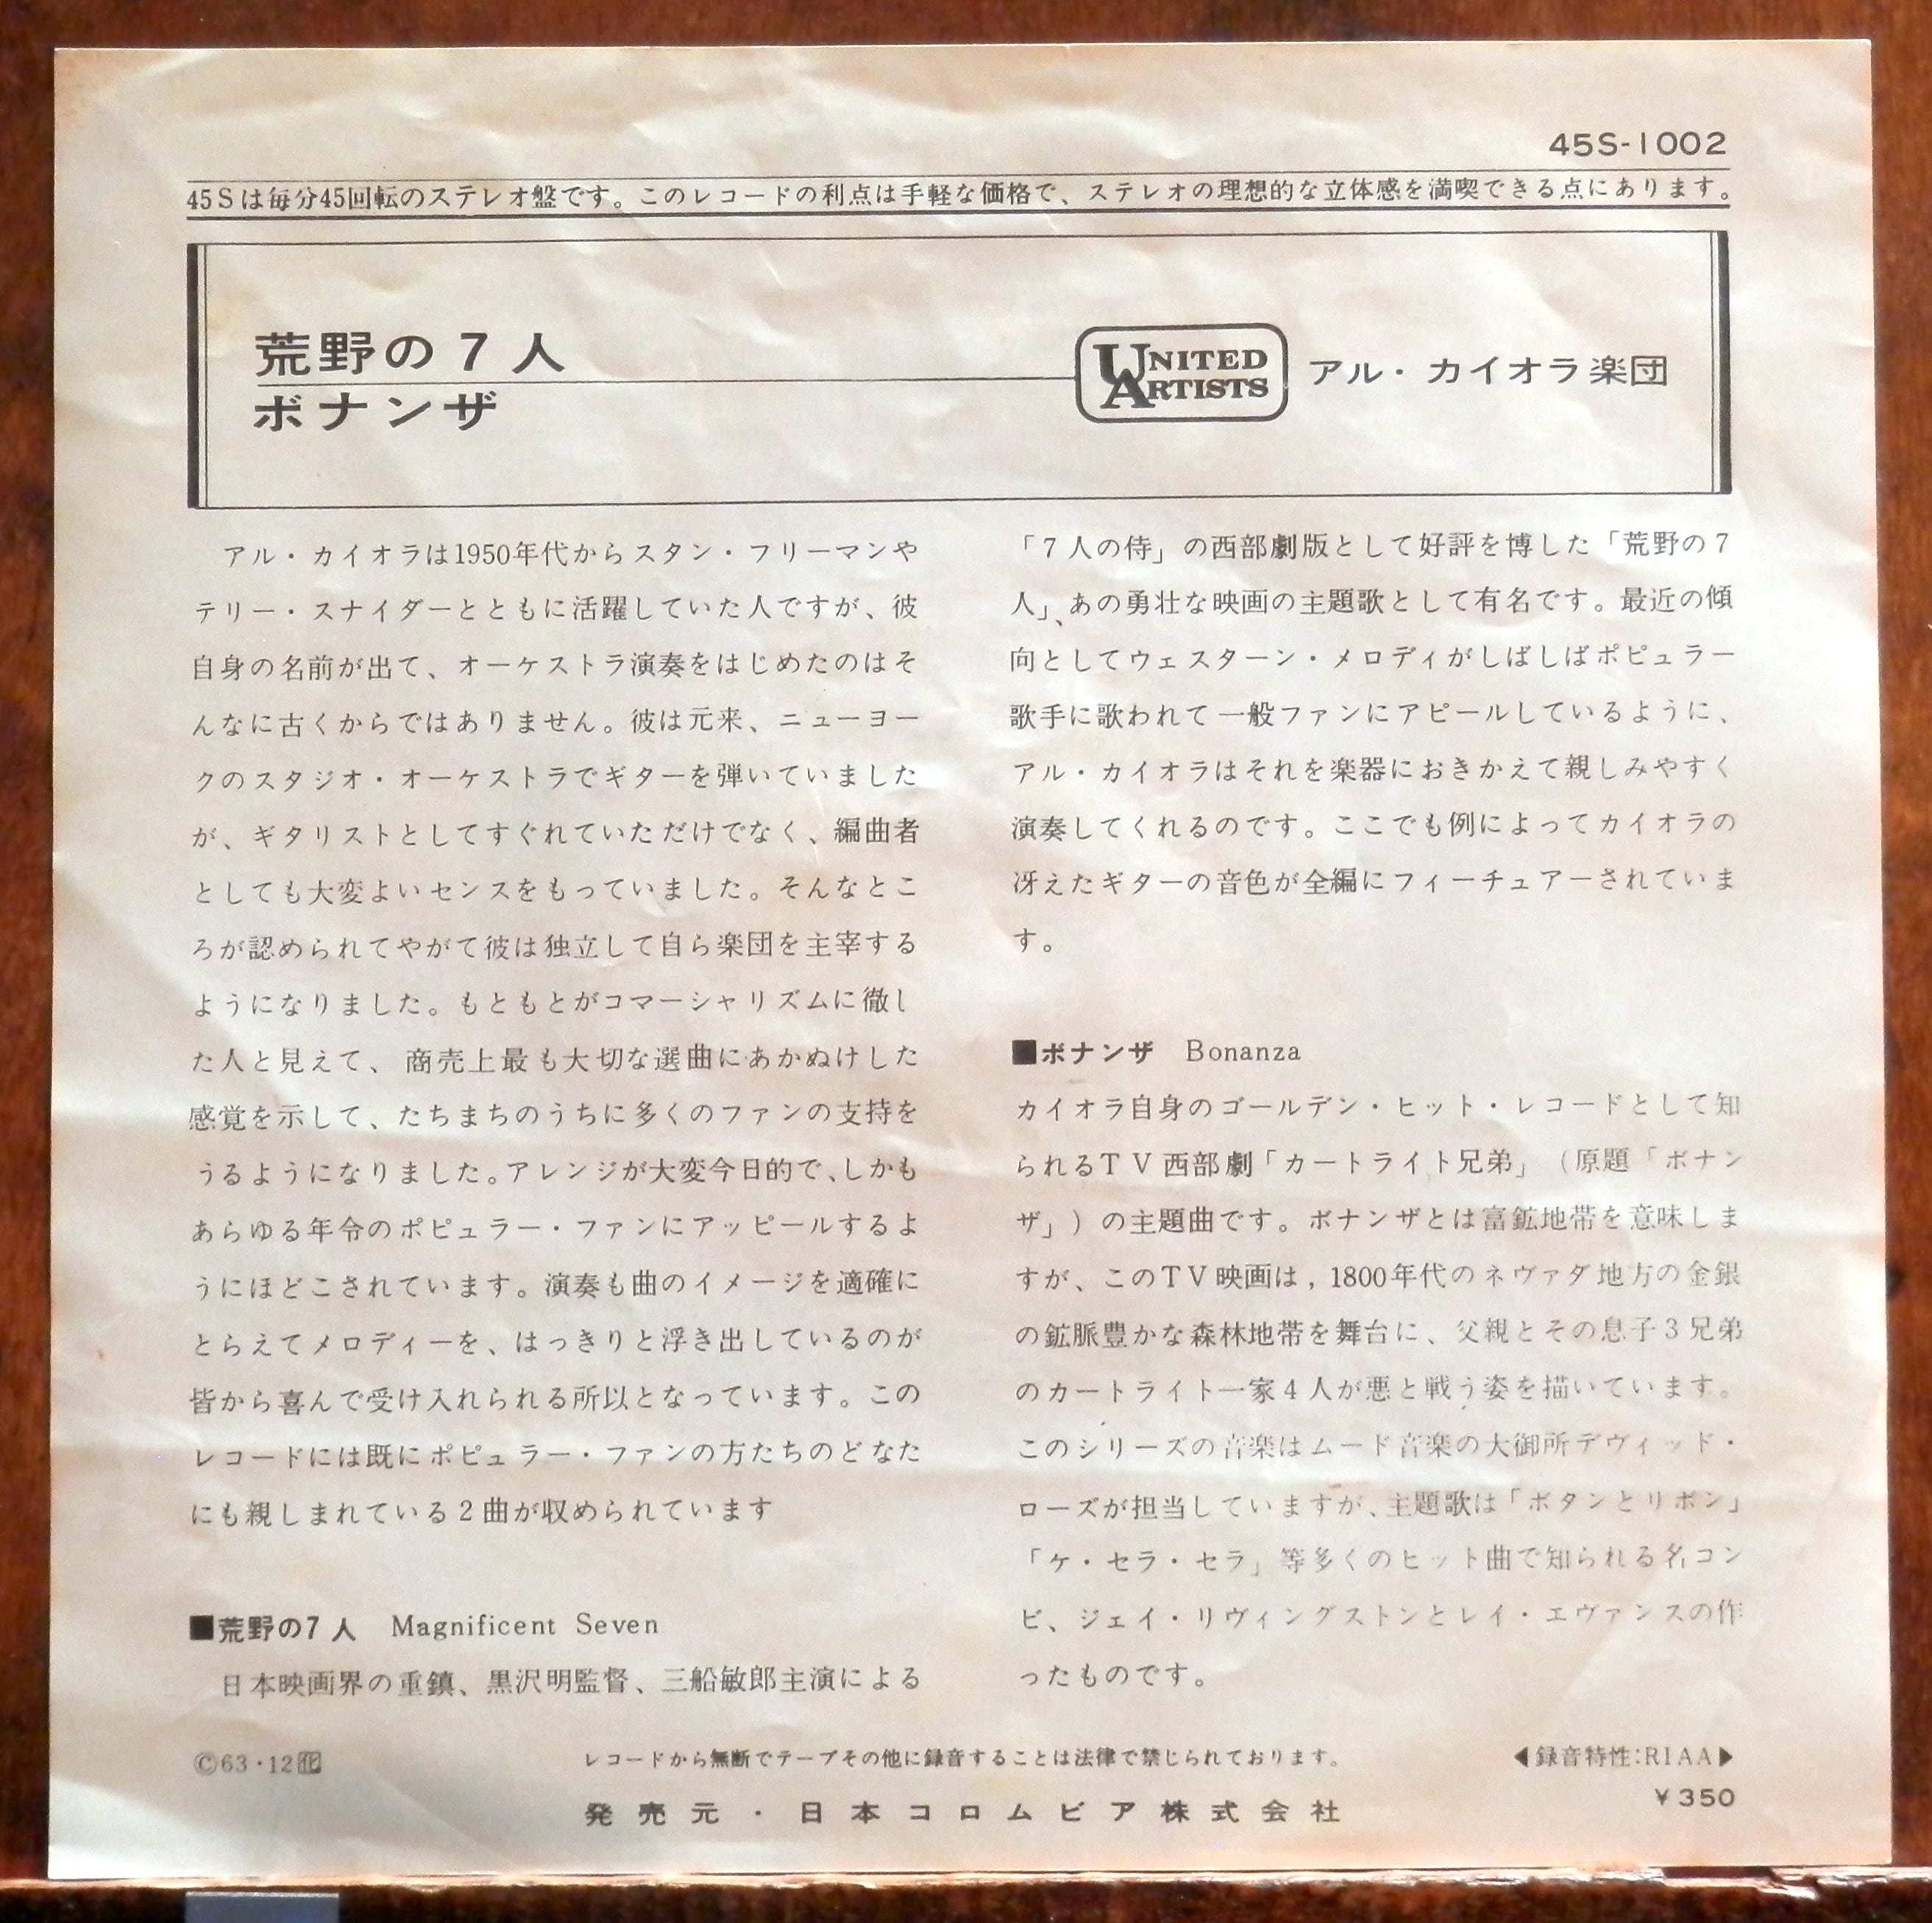 45S-1002
45Sは毎分45回転のステレオ盤です。このレコードの利点は手軽な価格で、ステレオの理想的な立体感を満喫できる点にあります。
荒野の7人
ボナンザ
UNITED
ARTISTS
アル・カイオラ楽団
アル・カイオラは1950年代からスタン・フリーマンや
テリー・スナイダーとともに活躍していた人ですが、彼
自身の名前が出て、オーケストラ演奏をはじめたのはそ
んなに古くからではありません。彼は元来、ニューヨー
クのスタジオ・オーケストラでギターを弾いていました
が、ギタリストとしてすぐれていただけでなく、編曲者
としても大変よいセンスをもっていました。そんなとこ
ろが認められてやがて彼は独立して自ら楽団を主宰する
ようになりました。もともとがコマーシャリズムに徹し
た人と見えて、商売上最も大切な選曲にあかぬけした
感覚を示して、たちまちのうちに多くのファンの支持を
うるようになりました。アレンジが大変今日的で、しかも
あらゆる年令のポピュラー・ファンにアッピールするよ
うにほどこされています。演奏も曲のイメージを適確に
とらえてメロディーを、はっきりと浮き出しているのが
皆から喜んで受け入れられる所以となっています。この
レコードには既にポピュラー・ファンの方たちのどなた
にも親しまれている2曲が収められています
■荒野の7人 Magnificent Seven
日本映画界の重鎮、黒沢明監督、三船敏郎主演による
「7人の侍」の西部劇版として好評を博した「荒野の7
人」、あの勇壮な映画の主題歌として有名です。最近の傾
向としてウェスターン・メロディがしばしばポピュラー
歌手に歌われて一般ファンにアピールしているように、
アル・カイオラはそれを楽器におきかえて親しみやすく
演奏してくれるのです。ここでも例によってカイオラの
冴えたギターの音色が全編にフィーチュアーされていま
す。
■ボナンザ Bonanza
カイオラ自身のゴールデン・ヒット・レコードとして知
られるTV西部劇「カートライト兄弟」（原題「ボナン
ザ」）の主題曲です。ボナンザとは富鉱地帯を意味しま
すが、このTV映画は，1800年代のネヴァダ地方の金銀
の鉱脈豊かな森林地帯を舞台に、父親とその息子3兄弟
のカートライト一家4人が悪と戦う姿を描いています。
このシリーズの音楽はムード音楽の大御所デヴィッド・
ローズが担当していますが、主題歌は「ボタンとリボン」
「ケ・セラ・セラ」等多くのヒット曲で知られる名コン
ビ、ジェイ・リヴィングストンとレイ・エヴァンスの作
ったものです。
©63・12
レコードから無断でテープその他に録音することは法律で禁じられております。
◀録音特性:RIAA▶
¥350
発売元・日本コロムビア株式会社